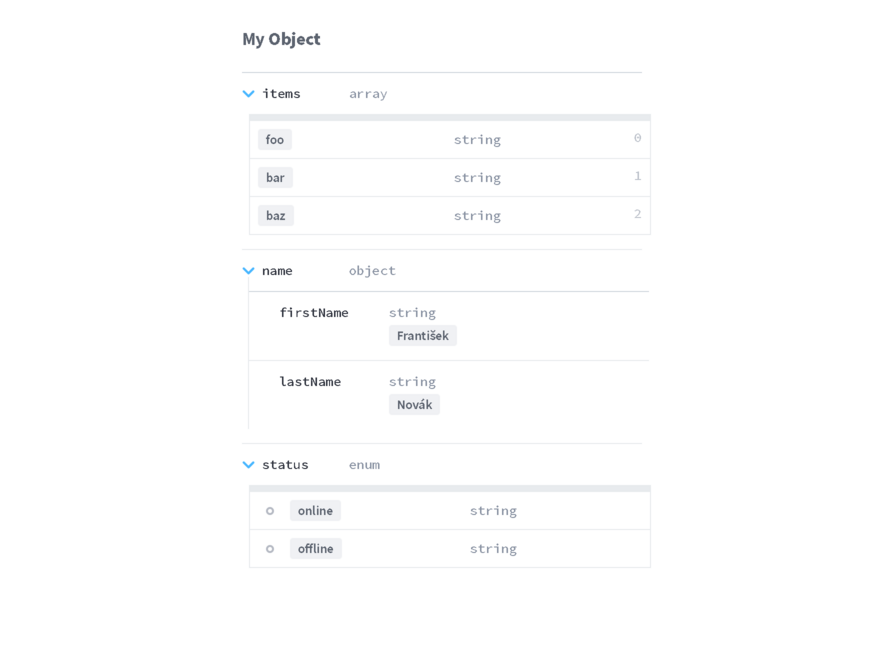 My Object
items array
foo string 0
bar string 1
baz string 2
name object
firstName string
František
lastName string
Novák
status enum
online string
offline string